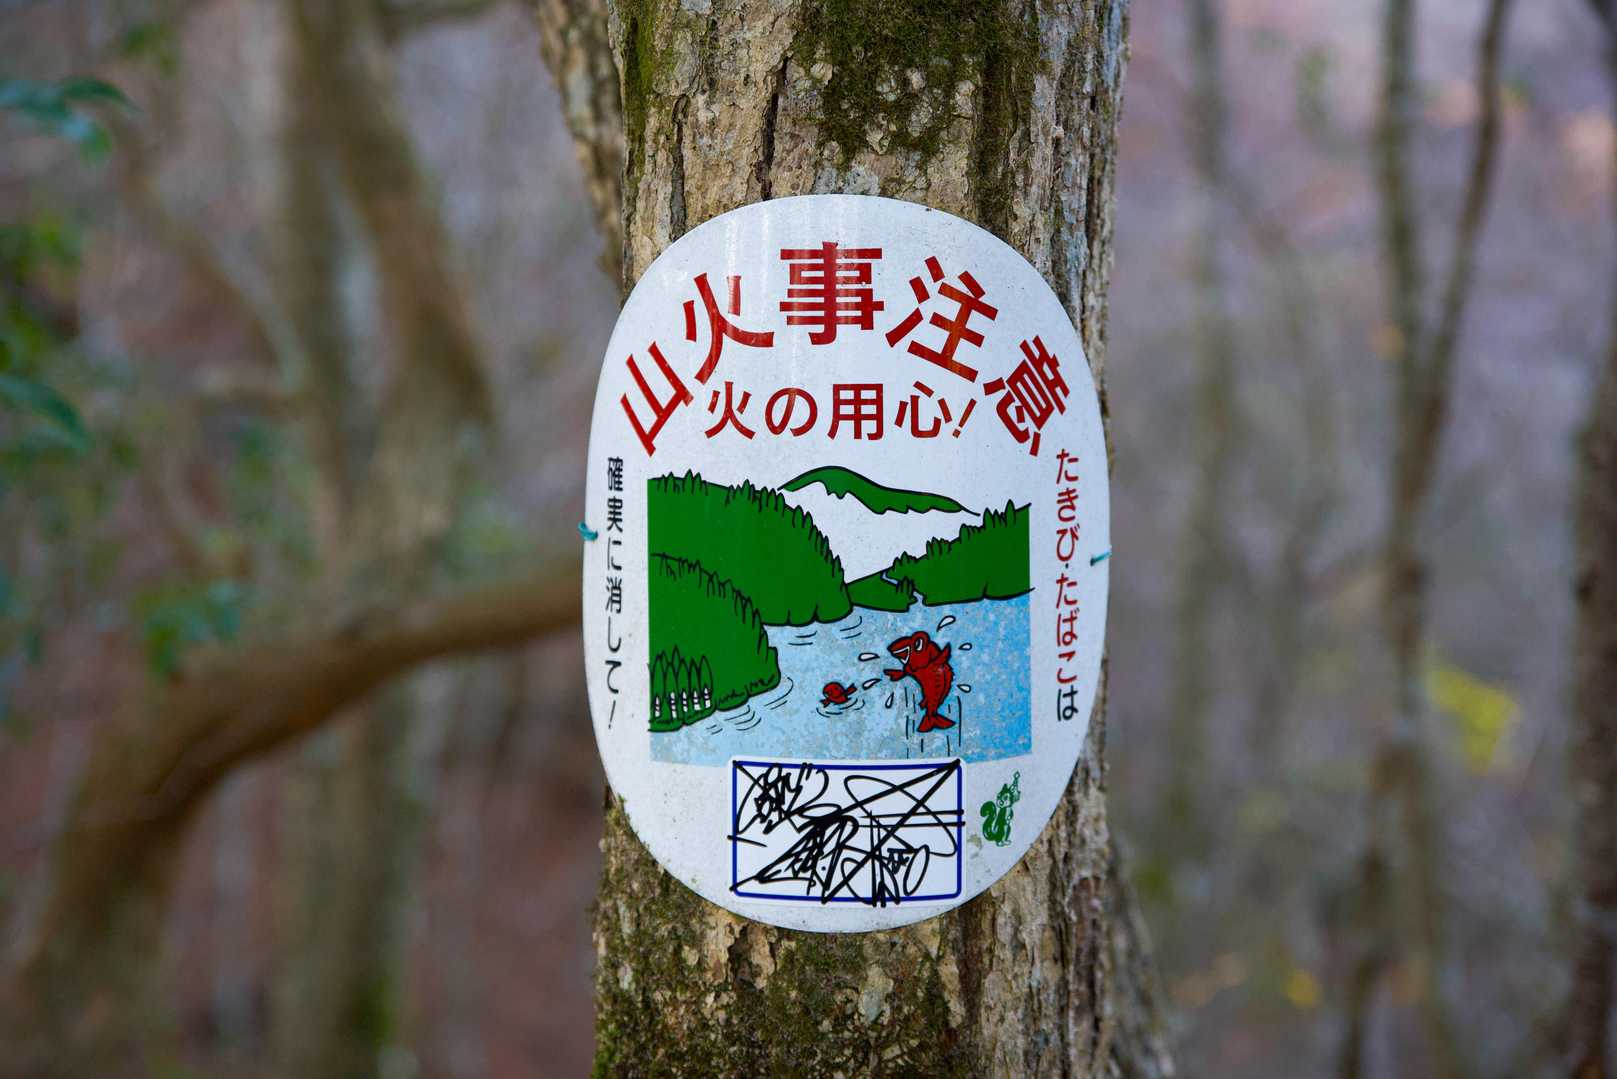 山火事注意
火の用心!
たきび・たばこは
確実に消して!